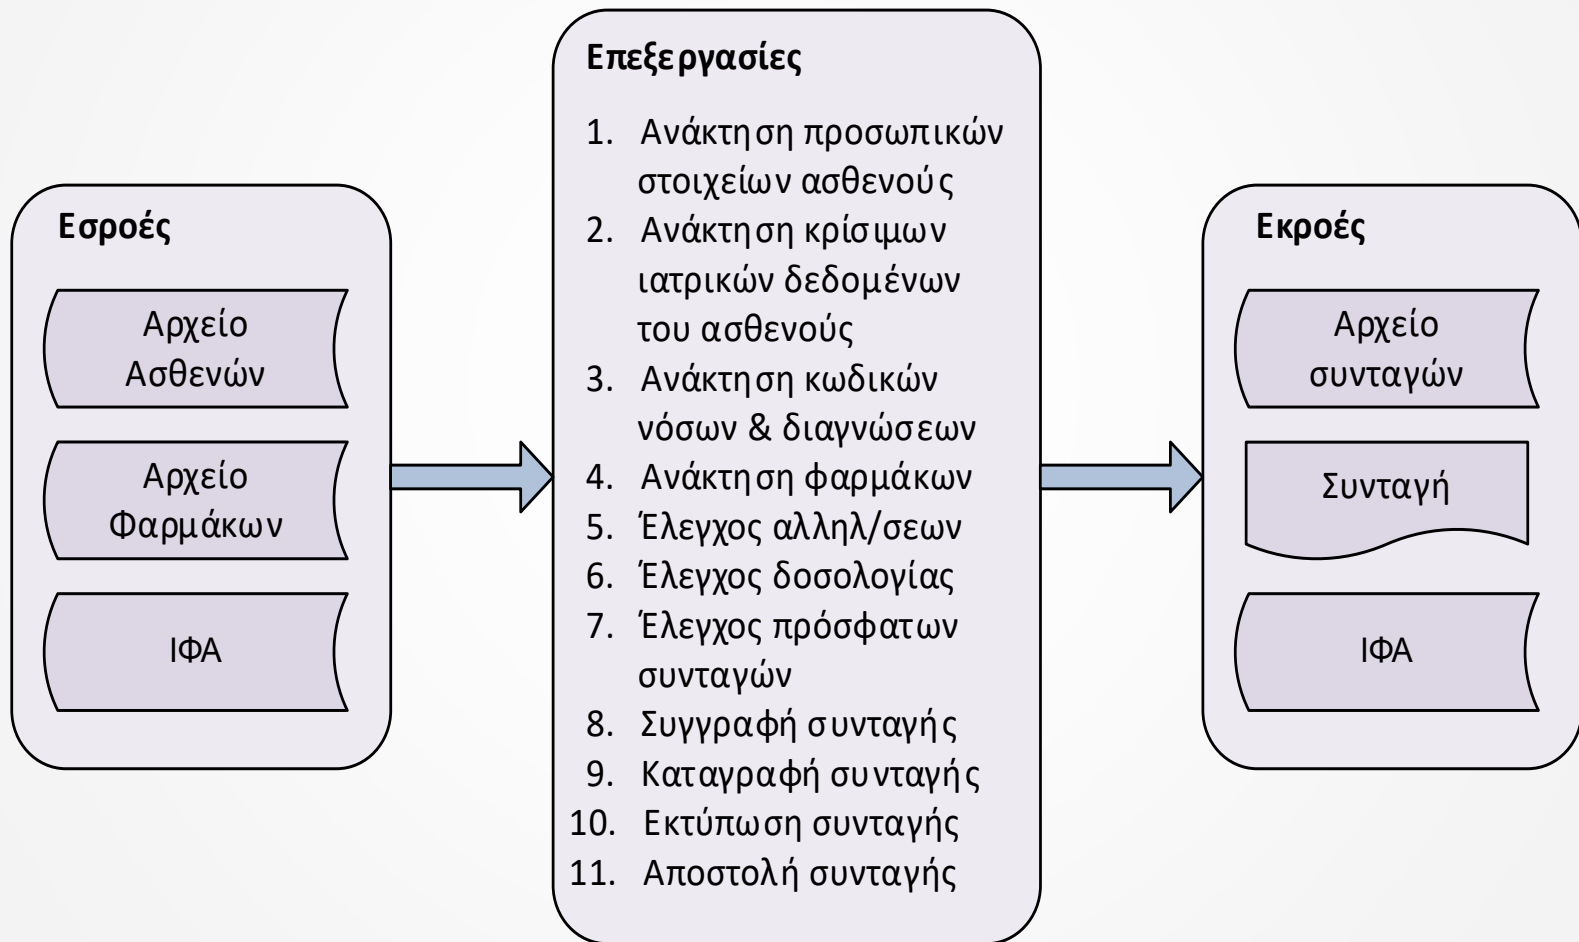 Εσροές
Αρχείο
Ασθενών
Αρχείο
Φαρμάκων
ΙΦΑ
Επεξεργασίες
1. Ανάκτηση προσωπικών
στοιχείων ασθενούς
2. Ανάκτηση κρίσιμων
ιατρικών δεδομένων
του ασθενούς
3. Ανάκτηση κωδικών
νόσων & διαγνώσεων
4. Ανάκτηση φαρμάκων
5. Έλεγχος αλληλ/σεων
6. Έλεγχος δοσολογίας
7. Έλεγχος πρόσφατων
συνταγών
8. Συγγραφή συνταγής
9. Καταγραφή συνταγής
10. Εκτύπωση συνταγής
11. Αποστολή συνταγής
Εκροές
Αρχείο
συνταγών
Συνταγή
ΙΦΑ